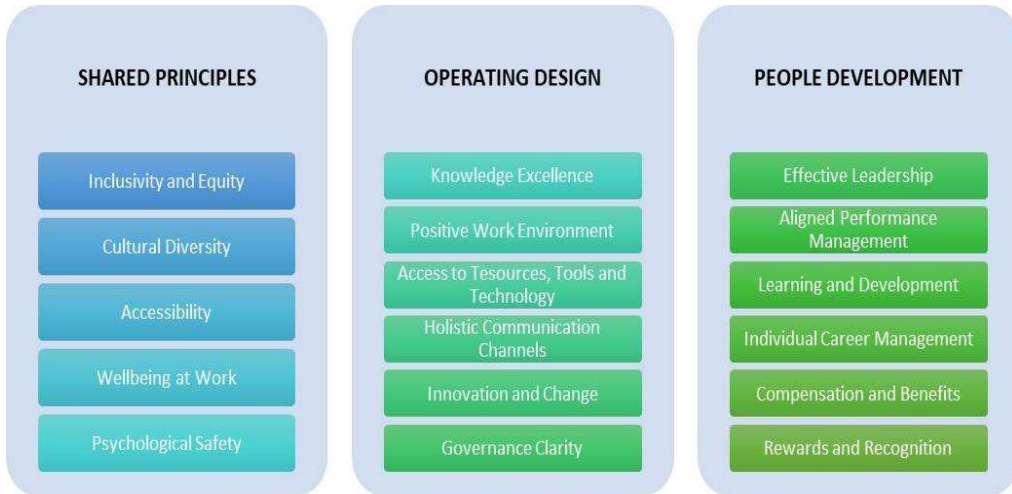 SHARED PRINCIPLES
Inclusivity and Equity
Cultural Diversity
Accessibility
Wellbeing at Work
Psychological Safety
OPERATING DESIGN
Knowledge Excellence
Positive Work Environment
Access to Tesources, Tools and
Technology
Holistic Communication
Channels
Innovation and Change
Governance Clarity
PEOPLE DEVELOPMENT
Effective Leadership
Aligned Performance
Management
Learning and Development
Individual Career Management
Compensation and Benefits
Rewards and Recognition